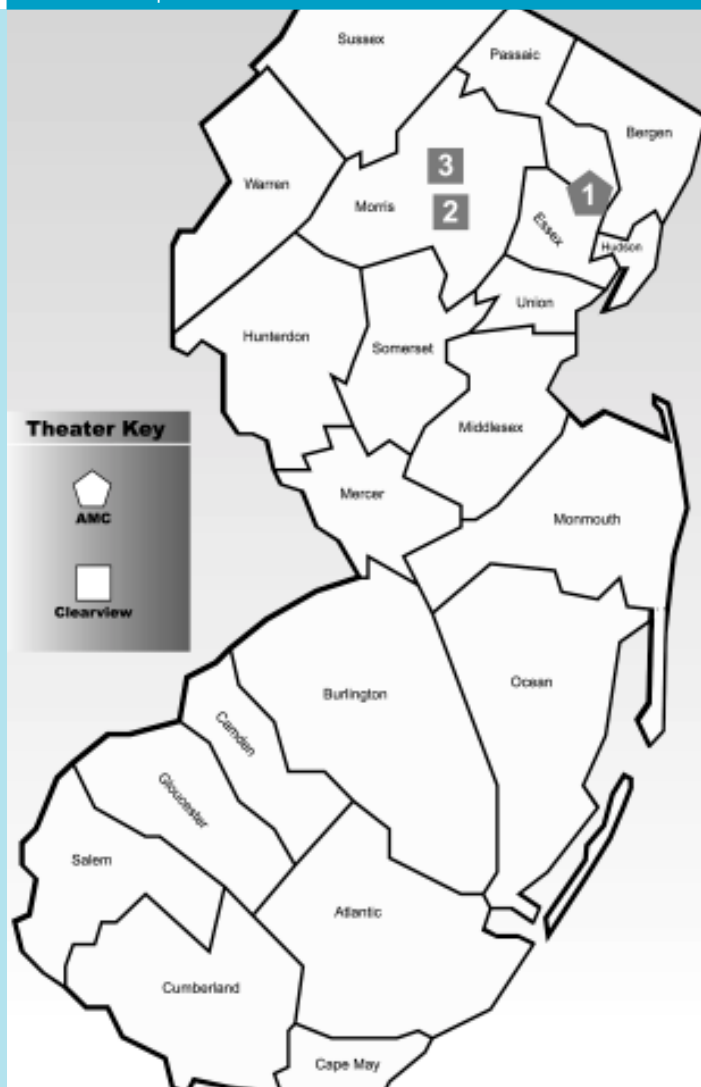 Sussex
Passaic
Bergen
Warren
3
Morris
2
1
Essex
Hudson
Union
Hunterdon
Somerset
Theater Key
Middlesex
AMC
Mercer
Monmouth
Clearview
Ocean
Burlington
Camden
Gloucester
Salem
Atlantic
Cumberland
Cape May